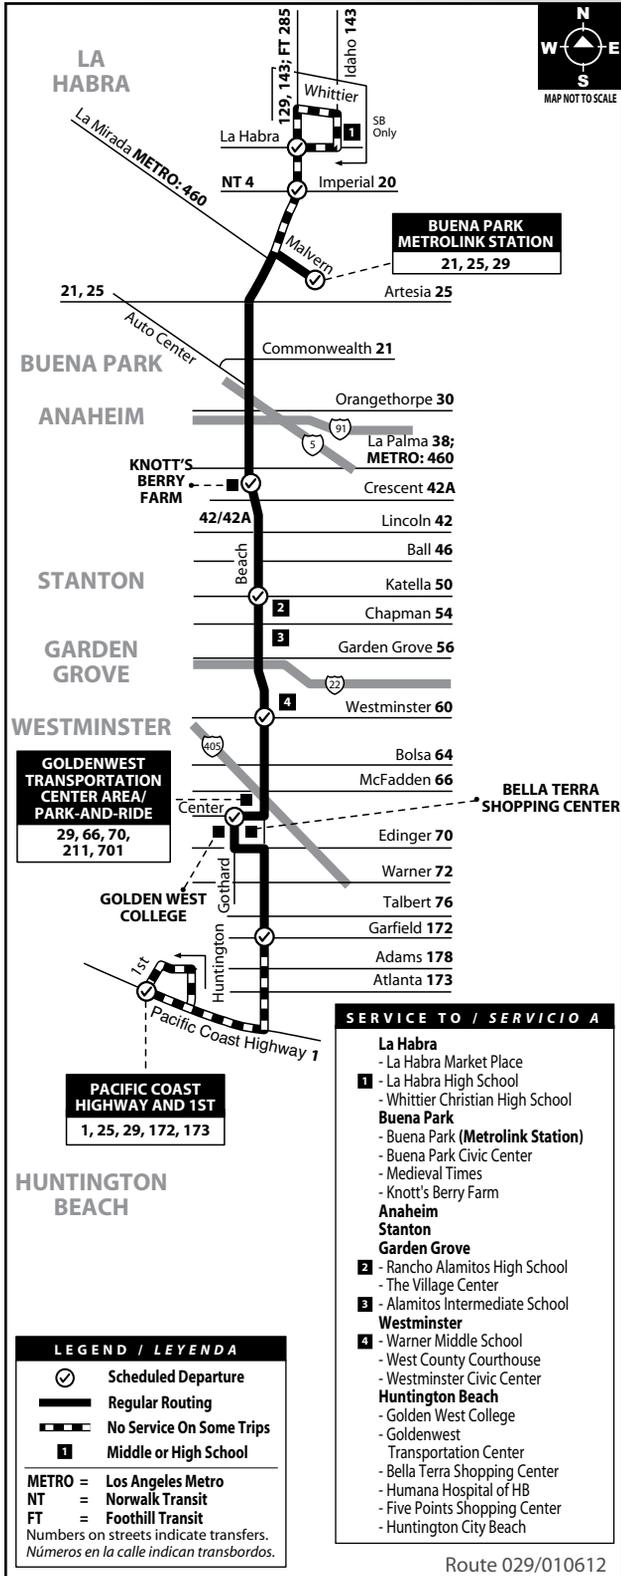 N
W E
S
MAP NOT TO SCALE
LA
HABRA
129, 143; FT 285
Idaho 143
Whittier
SB
Only
1
La Habra
La Mirada METRO: 460
NT 4
Imperial 20
Malvern
BUENA PARK
METROLINK STATION
21, 25, 29
21, 25
Artesia 25
Auto Center
Commonwealth 21
BUENA PARK
Orangethorpe 30
ANAHEIM
91
5
La Palma 38;
METRO: 460
KNOTT'S
BERRY
FARM
Crescent 42A
42/42A
Lincoln 42
Ball 46
Beach
STANTON
Katella 50
2
Chapman 54
3
GARDEN
GROVE
Garden Grove 56
22
4
Westminster 60
WESTMINSTER
405
Bolsa 64
GOLDENWEST
TRANSPORTATION
CENTER AREA/
PARK-AND-RIDE
29, 66, 70,
211, 701
McFadden 66
BELLA TERRA
SHOPPING CENTER
Center
Edinger 70
Warner 72
Gothard
GOLDEN WEST
COLLEGE
Talbert 76
Garfield 172
Huntington
Adams 178
1st
Atlanta 173
Pacific Coast Highway 1
PACIFIC COAST
HIGHWAY AND 1ST
1, 25, 29, 172, 173
HUNTINGTON
BEACH
SERVICE TO / SERVICIO A
La Habra
- La Habra Market Place
1 - La Habra High School
- Whittier Christian High School
Buena Park
- Buena Park (Metrolink Station)
- Buena Park Civic Center
- Medieval Times
- Knott's Berry Farm
Anaheim
Stanton
Garden Grove
2 - Rancho Alamitos High School
- The Village Center
3 - Alamitos Intermediate School
Westminster
4 - Warner Middle School
- West County Courthouse
- Westminster Civic Center
Huntington Beach
- Golden West College
- Goldenwest
Transportation Center
- Bella Terra Shopping Center
- Humana Hospital of HB
- Five Points Shopping Center
- Huntington City Beach
LEGEND / LEYENDA
Scheduled Departure
Regular Routing
No Service On Some Trips
1 Middle or High School
METRO = Los Angeles Metro
NT = Norwalk Transit
FT = Foothill Transit
Numbers on streets indicate transfers.
Números en la calle indican transbordos.
Route 029/010612